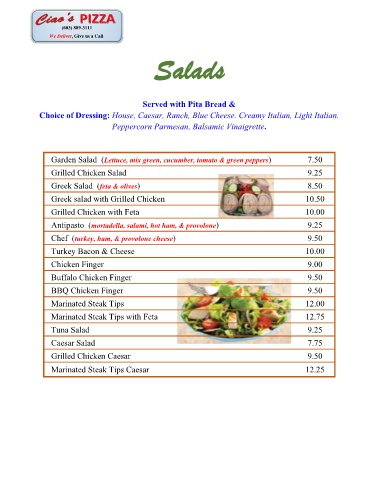 Ciao's PIZZA
(603) 889-3111
We Deliver, Give us a Call
Salads
Served with Pita Bread &
Choice of Dressing: House, Caesar, Ranch, Blue Cheese. Creamy Italian, Light Italian.
Peppercorn Parmesan, Balsamic Vinaigrette.
Garden Salad (Lettuce, mix green, cucumber, tomato & green peppers) 7.50
Grilled Chicken Salad 9.25
Greek Salad (feta & olives) 8.50
Greek salad with Grilled Chicken 10.50
Grilled Chicken with Feta 10.00
Antipasto (mortadella, salami, hot ham, & provolone) 9.25
Chef (turkey, ham, & provolone cheese) 9.50
Turkey Bacon & Cheese 10.00
Chicken Finger 9.00
Buffalo Chicken Finger 9.50
BBQ Chicken Finger 9.50
Marinated Steak Tips 12.00
Marinated Steak Tips with Feta 12.75
Tuna Salad 9.25
Caesar Salad 7.75
Grilled Chicken Caesar 9.50
Marinated Steak Tips Caesar 12.25